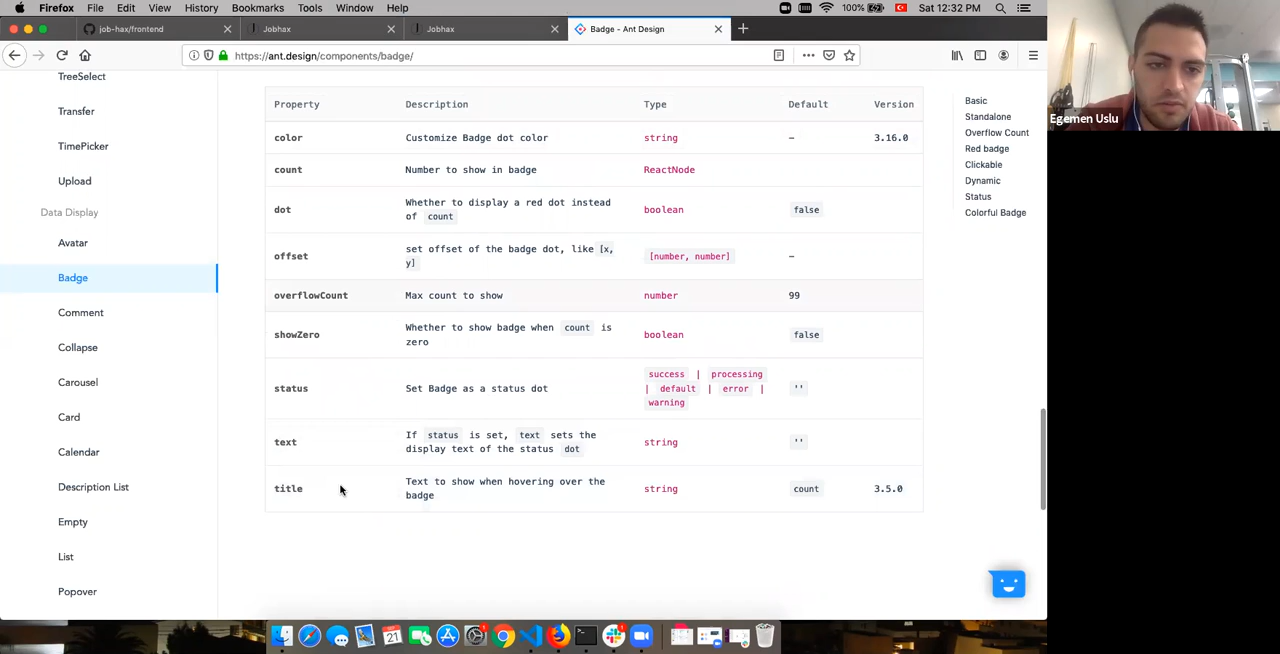 Firefox File Edit View History Bookmarks Tools Window Help 100% Sat 12:32 PM
job-hax/frontend Jobhax Jobhax Badge - Ant Design
https://ant.design/components/badge/
Egemen Uslu
TreeSelect
Transfer
TimePicker
Upload
Data Display
Avatar
Badge
Comment
Collapse
Carousel
Card
Calendar
Description List
Empty
List
Popover
Property Description Type Default Version
color Customize Badge dot color string – 3.16.0
count Number to show in badge ReactNode
dot Whether to display a red dot instead of count boolean false
offset set offset of the badge dot, like [x, y] [number, number] –
overflowCount Max count to show number 99
showZero Whether to show badge when count is zero boolean false
status Set Badge as a status dot success | processing | default | error | warning ''
text If status is set, text sets the display text of the status dot string ''
title Text to show when hovering over the badge string count 3.5.0
Basic
Standalone
Overflow Count
Red badge
Clickable
Dynamic
Status
Colorful Badge
21